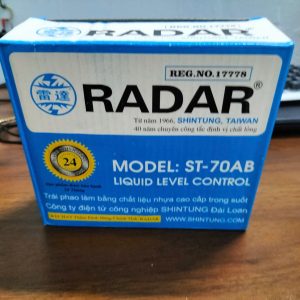 REG.NO.17778
雷達
RADAR®
Từ năm 1966, SHINTUNG, TAIWAN
40 năm chuyên công tắc định vị chất lỏng
24
MODEL: ST-70AB
LIQUID LEVEL CONTROL
Trái phao làm bằng chất liệu nhựa cao cấp trong suốt
Công ty điện tử công nghiệp SHINTUNG Đài Loan
WWW.SHINTUNG.COM